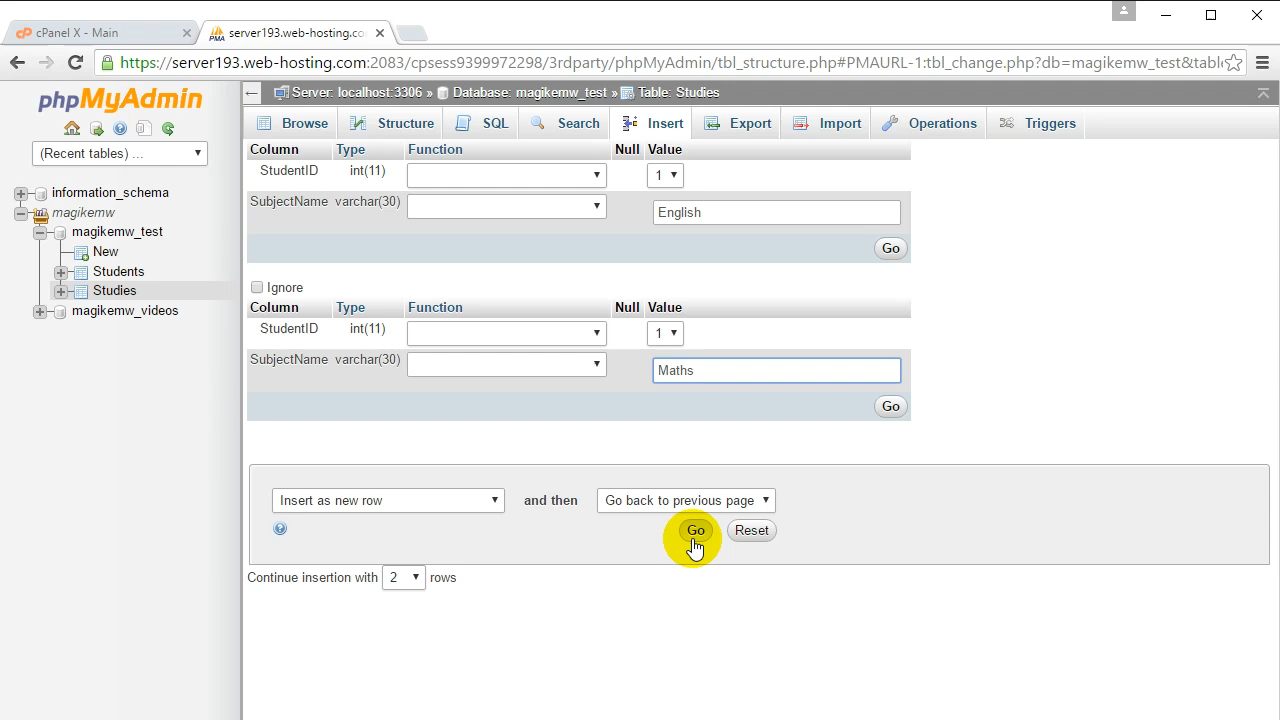 cPanel X - Main
PMA server193.web-hosting.co
https://server193.web-hosting.com:2083/cpsess9399972298/3rdparty/phpMyAdmin/tbl_structure.php#PMAURL-1:tbl_change.php?db=magikemw_test&table
phpMyAdmin
(Recent tables) ...
information_schema
magikemw
magikemw_test
New
Students
Studies
magikemw_videos
Server: localhost:3306 » Database: magikemw_test » Table: Studies
Browse Structure SQL Search Insert Export Import Operations Triggers
Column Type Function Null Value
StudentID int(11) 1
SubjectName varchar(30) English
Go
Ignore
Column Type Function Null Value
StudentID int(11) 1
SubjectName varchar(30) Maths
Go
Insert as new row and then Go back to previous page
Go Reset
Continue insertion with 2 rows